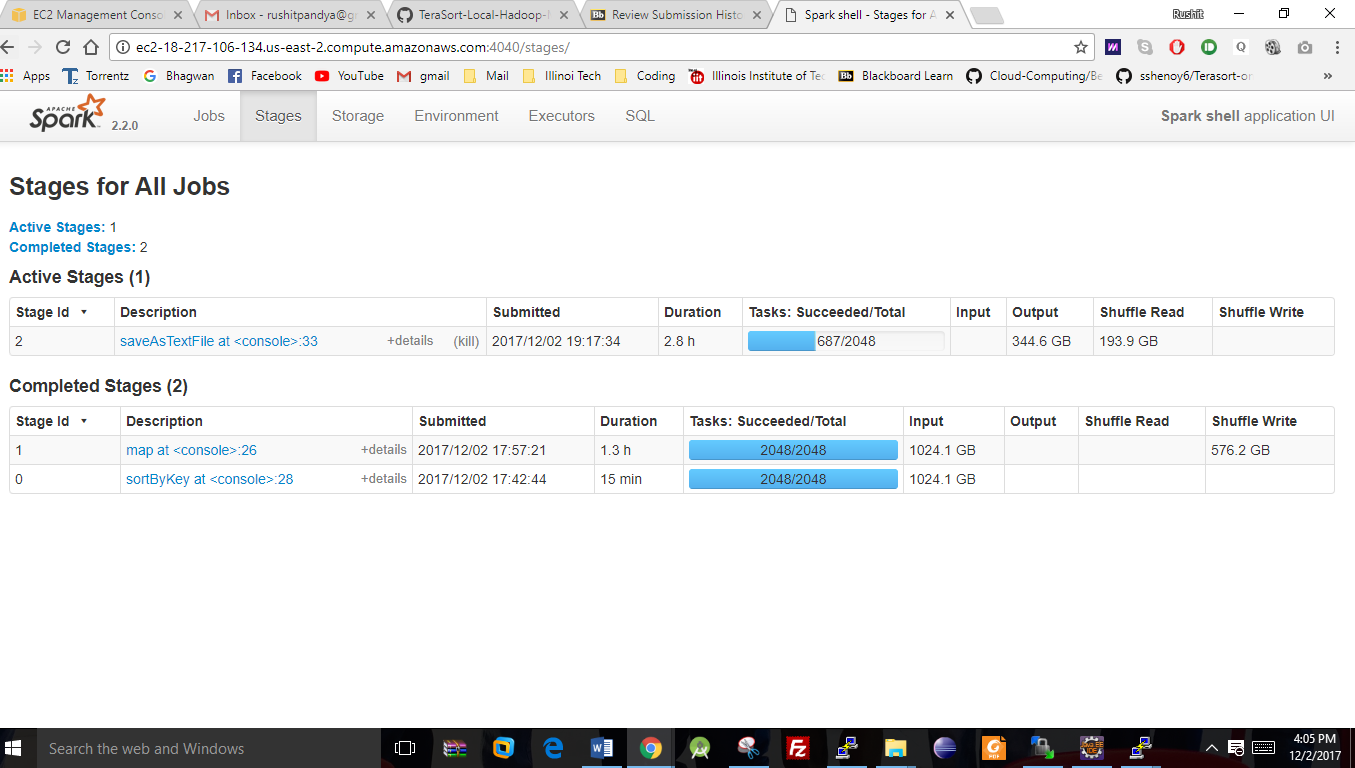 EC2 Management Conso
Inbox - rushitpandya@g
TeraSort-Local-Hadoop-
Review Submission Histo
Spark shell - Stages for A
Rushit
ec2-18-217-106-134.us-east-2.compute.amazonaws.com:4040/stages/
Apps Torrentz Bhagwan Facebook YouTube gmail Mail Illinoi Tech Coding Illinois Institute of Tec Blackboard Learn Cloud-Computing/Be sshenoy6/Terasort-or »
APACHE Spark 2.2.0 Jobs Stages Storage Environment Executors SQL Spark shell application UI
Stages for All Jobs
Active Stages: 1
Completed Stages: 2
Active Stages (1)
Stage Id ▾ Description Submitted Duration Tasks: Succeeded/Total Input Output Shuffle Read Shuffle Write
2 saveAsTextFile at <console>:33 +details (kill) 2017/12/02 19:17:34 2.8 h 687/2048 344.6 GB 193.9 GB
Completed Stages (2)
Stage Id ▾ Description Submitted Duration Tasks: Succeeded/Total Input Output Shuffle Read Shuffle Write
1 map at <console>:26 +details 2017/12/02 17:57:21 1.3 h 2048/2048 1024.1 GB 576.2 GB
0 sortByKey at <console>:28 +details 2017/12/02 17:42:44 15 min 2048/2048 1024.1 GB
Search the web and Windows
4:05 PM
12/2/2017